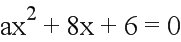 ax² + 8x + 6 = 0